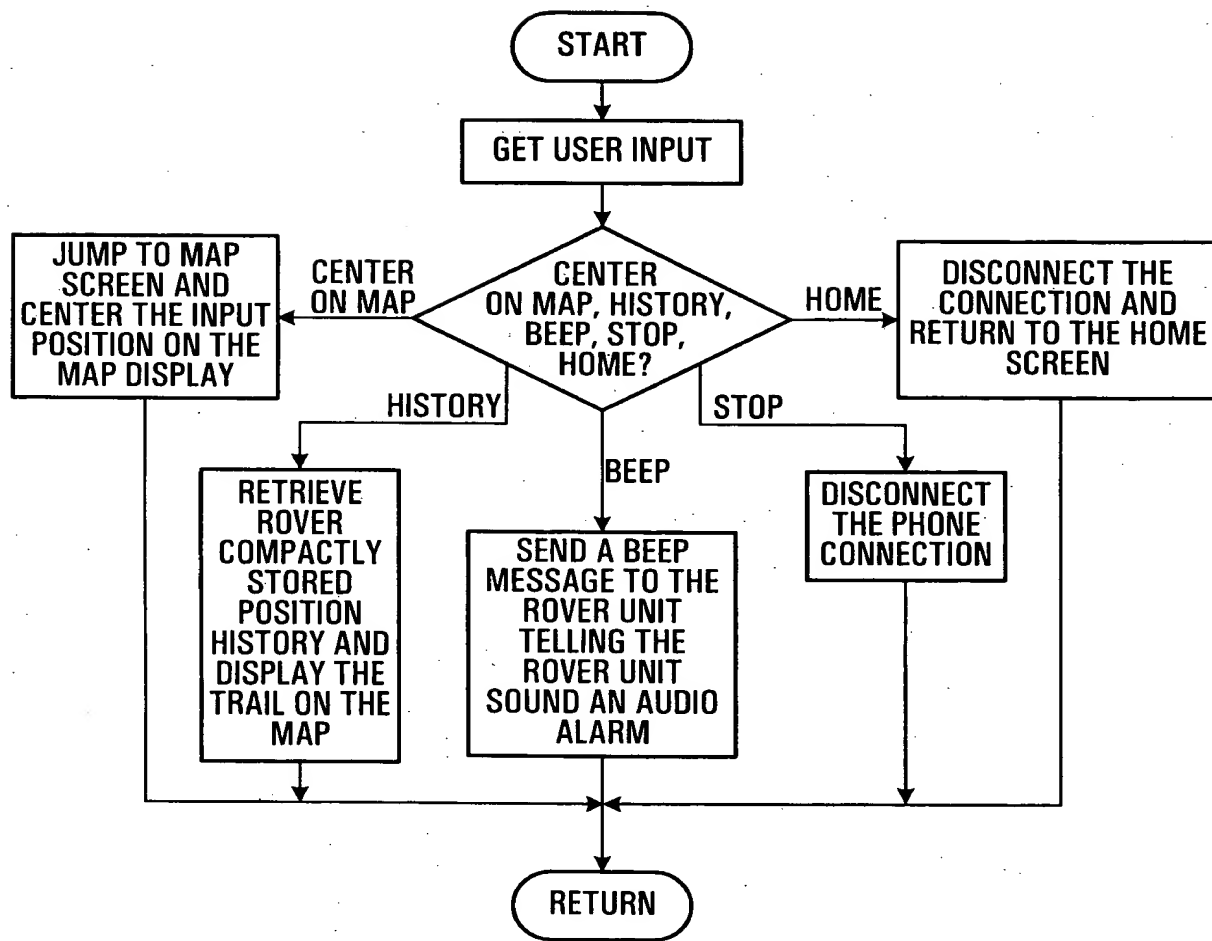 START
GET USER INPUT
JUMP TO MAP
SCREEN AND
CENTER THE INPUT
POSITION ON THE
MAP DISPLAY
CENTER
ON MAP
CENTER
ON MAP, HISTORY,
BEEP, STOP,
HOME?
HOME
DISCONNECT THE
CONNECTION AND
RETURN TO THE HOME
SCREEN
HISTORY
STOP
BEEP
RETRIEVE
ROVER
COMPACTLY
STORED
POSITION
HISTORY AND
DISPLAY THE
TRAIL ON THE
MAP
SEND A BEEP
MESSAGE TO THE
ROVER UNIT
TELLING THE
ROVER UNIT
SOUND AN AUDIO
ALARM
DISCONNECT
THE PHONE
CONNECTION
RETURN